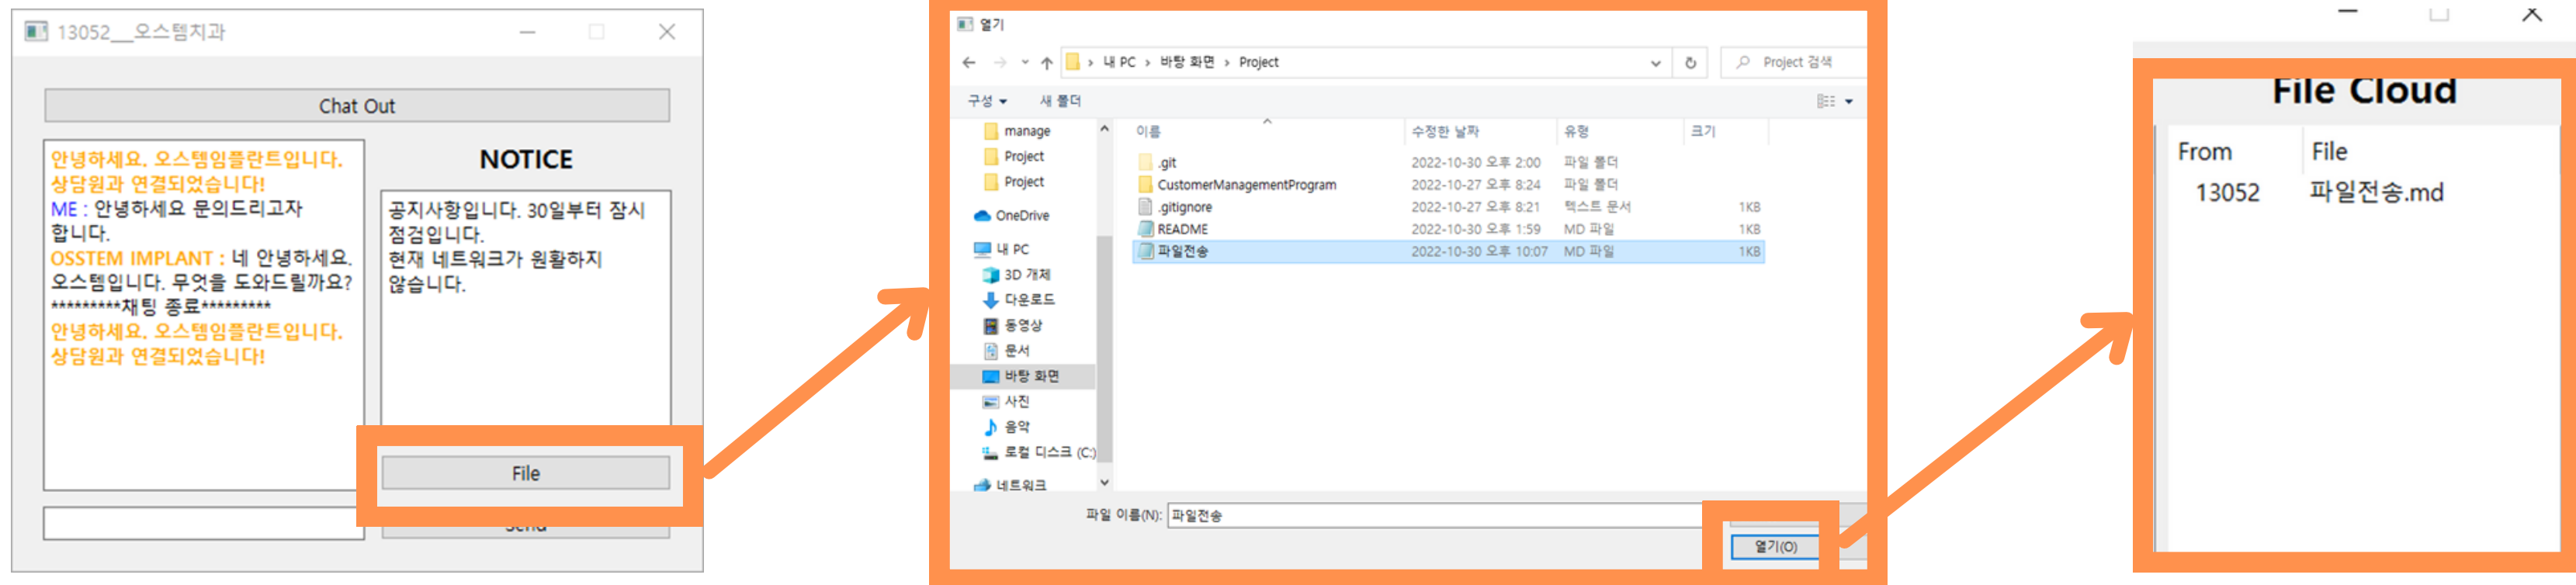 13052__오스템치과
Chat Out
안녕하세요. 오스템임플란트입니다.
상담원과 연결되었습니다!
ME : 안녕하세요 문의드리고자
합니다.
OSSTEM IMPLANT : 네 안녕하세요.
오스템입니다. 무엇을 도와드릴까요?
*********채팅 종료*********
안녕하세요. 오스템임플란트입니다.
상담원과 연결되었습니다!
NOTICE
공지사항입니다. 30일부터 잠시
점검입니다.
현재 네트워크가 원활하지
않습니다.
File
Send
열기
내 PC › 바탕 화면 › Project
Project 검색
구성 새 폴더
manage
Project
Project
OneDrive
내 PC
3D 개체
다운로드
동영상
문서
바탕 화면
사진
음악
로컬 디스크 (C:)
네트워크
이름 수정한 날짜 유형 크기
.git 2022-10-30 오후 2:00 파일 폴더
CustomerManagementProgram 2022-10-27 오후 8:24 파일 폴더
.gitignore 2022-10-27 오후 8:21 텍스트 문서 1KB
README 2022-10-30 오후 1:59 MD 파일 1KB
파일전송 2022-10-30 오후 10:07 MD 파일 1KB
파일 이름(N): 파일전송
열기(O)
File Cloud
From File
13052 파일전송.md